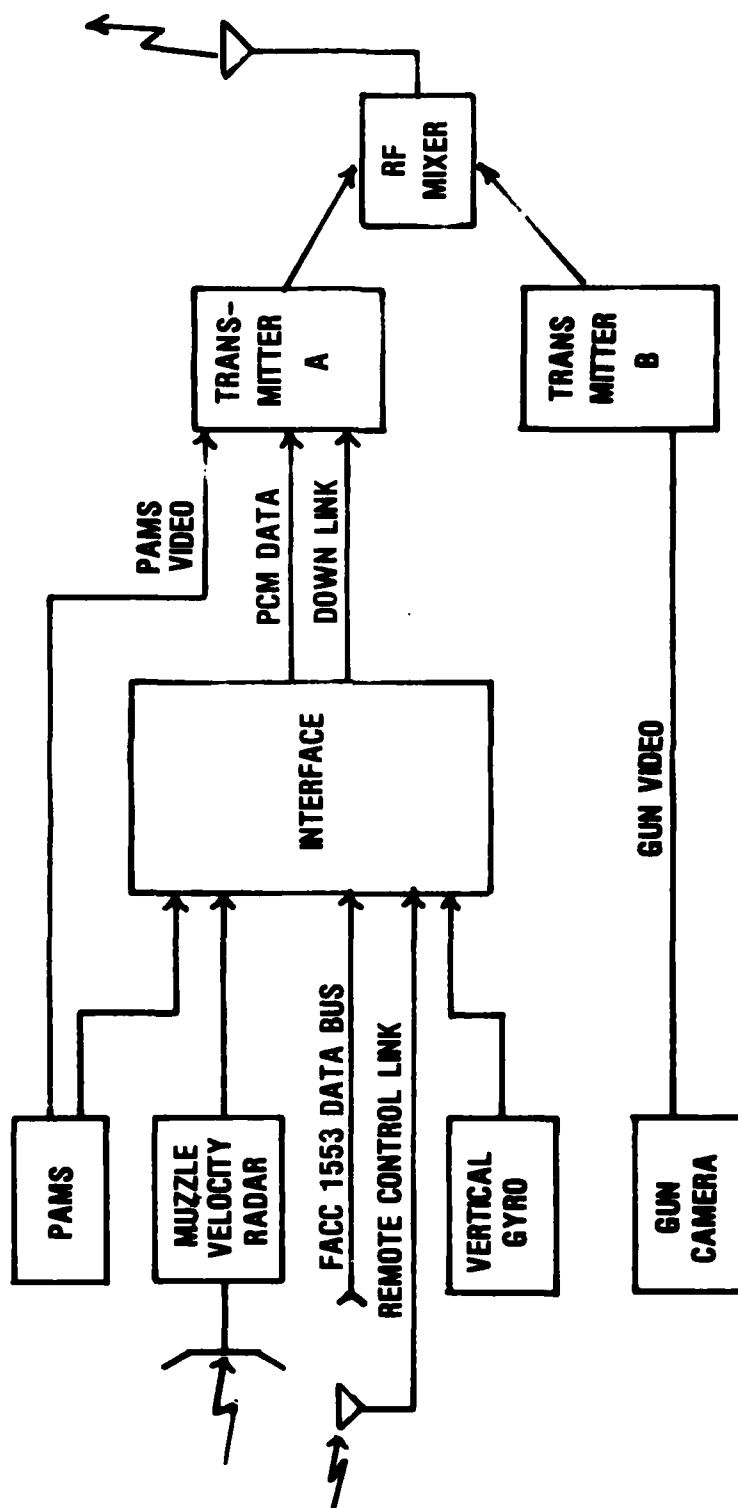 PAMS
MUZZLE
VELOCITY
RADAR
FACC 1553 DATA BUS
REMOTE CONTROL LINK
VERTICAL
GYRO
GUN
CAMERA
INTERFACE
PAMS
VIDEO
PCM DATA
DOWN LINK
GUN VIDEO
TRANS-
MITTER
A
TRANS
MITTER
B
RF
MIXER